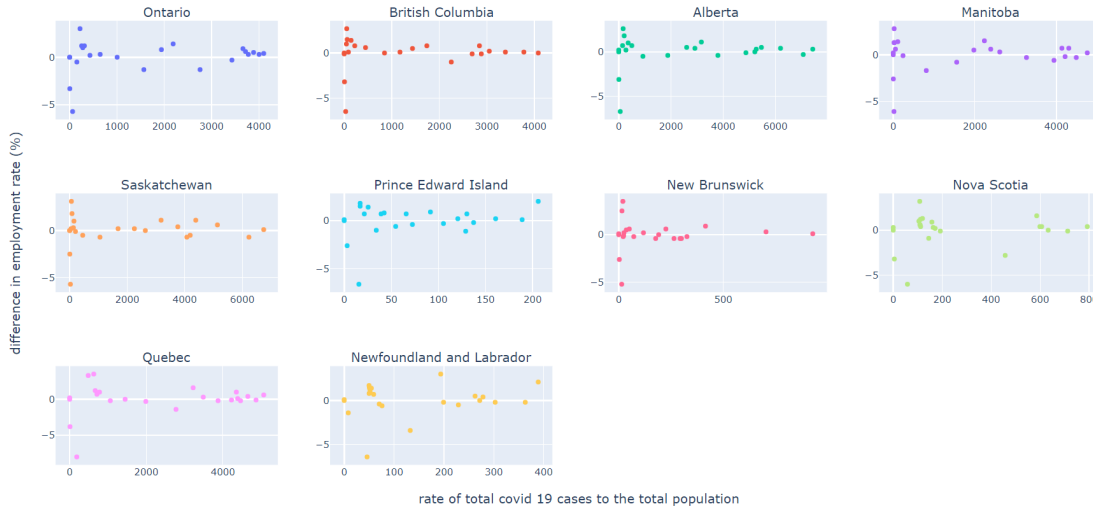 Ontario British Columbia Alberta Manitoba
0 0 0 0
−5 −5 −5 −5
0 1000 2000 3000 4000 0 1000 2000 3000 4000 0 2000 4000 6000 0 2000 4000
difference in employment rate (%)
Saskatchewan Prince Edward Island New Brunswick Nova Scotia
0 0 0 0
−5 −5 −5 −5
0 2000 4000 6000 0 50 100 150 200 0 500 0 200 400 600 800
Quebec Newfoundland and Labrador
0 0
−5 −5
0 2000 4000 0 100 200 300 400
rate of total covid 19 cases to the total population